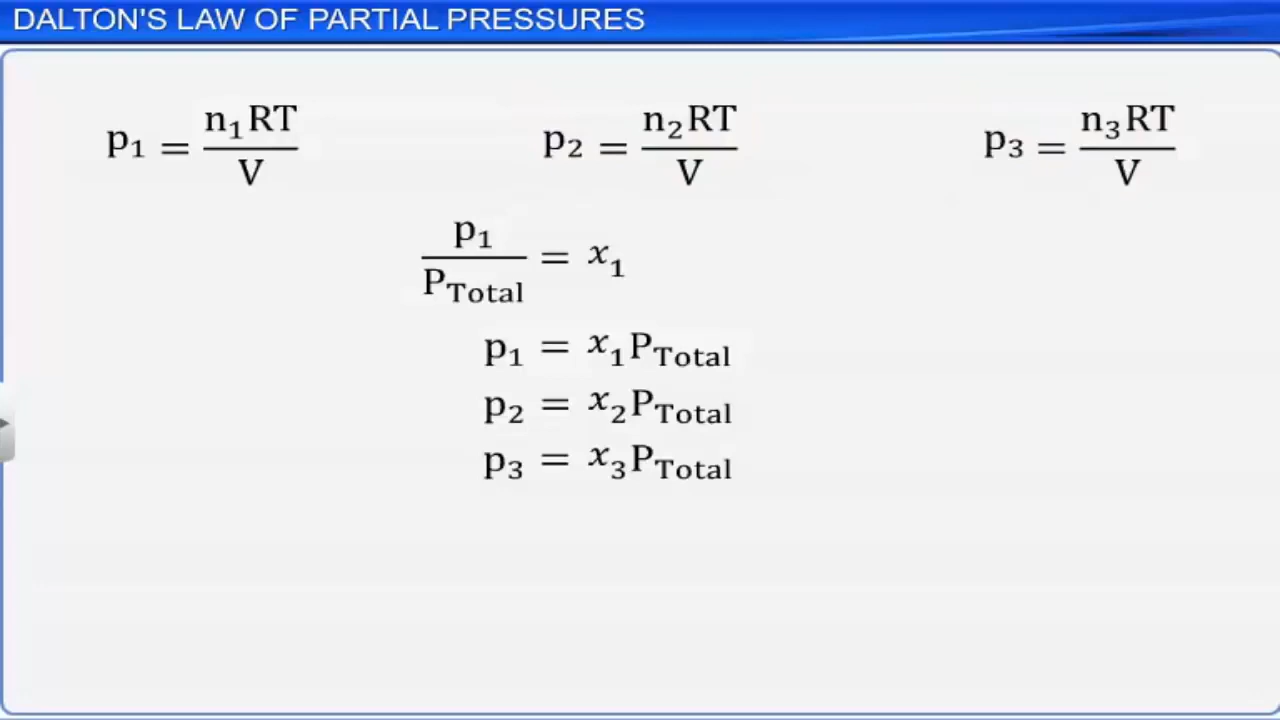 DALTON'S LAW OF PARTIAL PRESSURES
p₁ = n₁RT/V p₂ = n₂RT/V p₃ = n₃RT/V
p₁/P_Total = x₁
p₁ = x₁P_Total
p₂ = x₂P_Total
p₃ = x₃P_Total